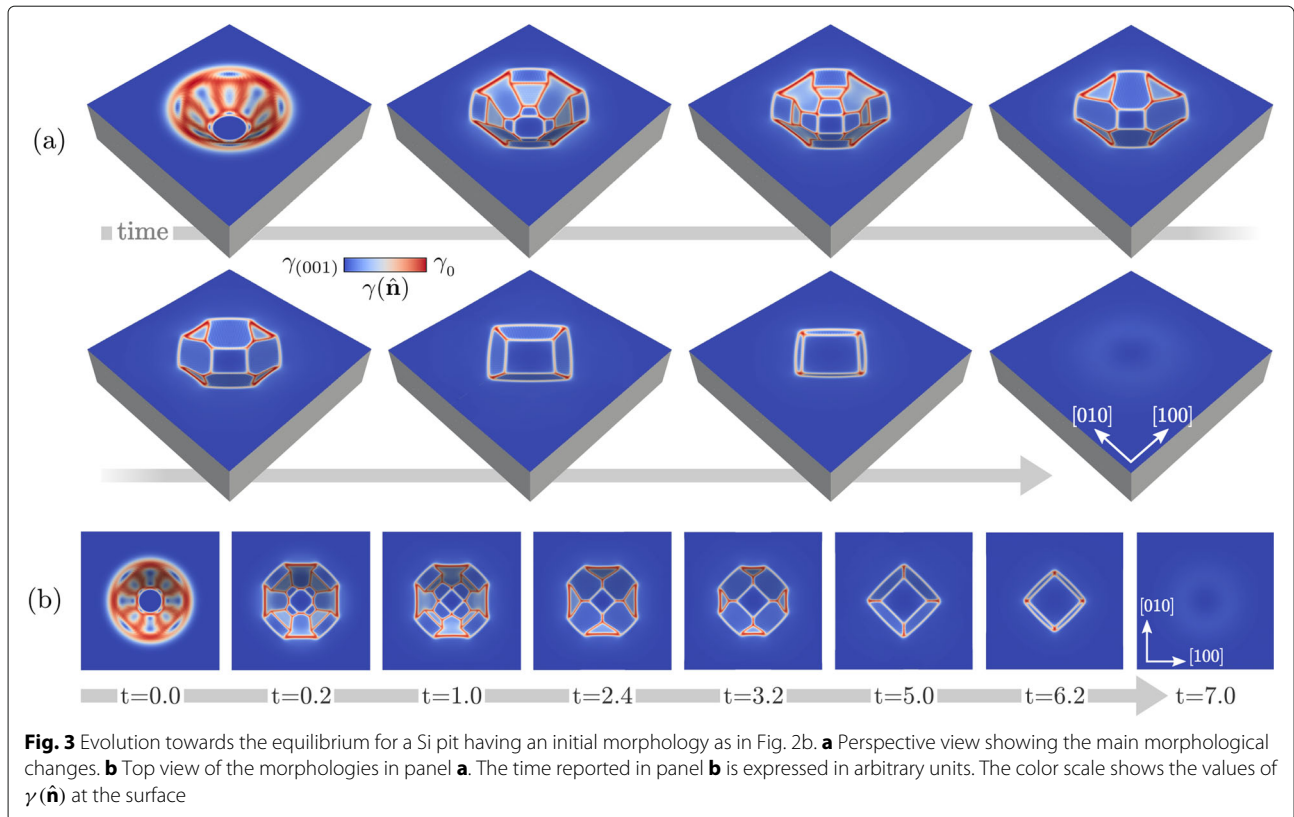 (a)
time
γ(001) γ0
γ(n̂)
[010] [100]
(b)
[010]
[100]
t=0.0 t=0.2 t=1.0 t=2.4 t=3.2 t=5.0 t=6.2 t=7.0
Fig. 3 Evolution towards the equilibrium for a Si pit having an initial morphology as in Fig. 2b. a Perspective view showing the main morphological
changes. b Top view of the morphologies in panel a. The time reported in panel b is expressed in arbitrary units. The color scale shows the values of
γ(n̂) at the surface